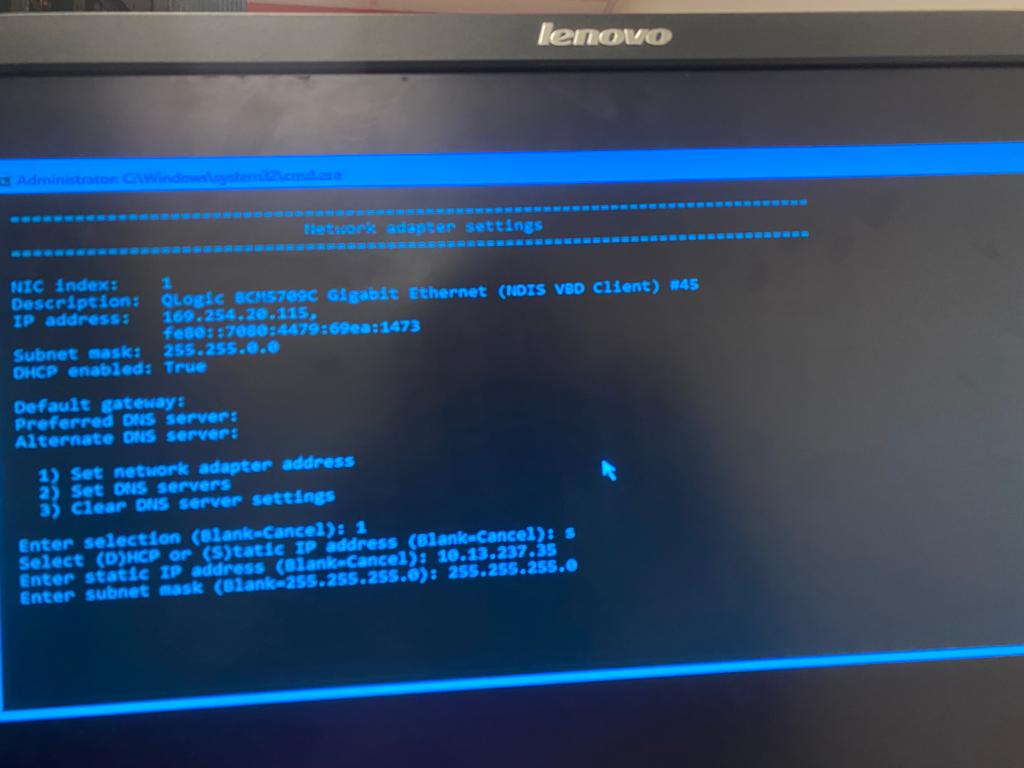 lenovo
Administrator: C:\Windows\system32\cmd.exe
================================================================================
Network adapter settings
================================================================================
NIC index: 1
Description: QLogic BCM5709C Gigabit Ethernet (NDIS VBD Client) #45
IP address: 169.254.20.115,
fe80::7080:4479:69ea:1473
Subnet mask: 255.255.0.0
DHCP enabled: True
Default gateway:
Preferred DNS server:
Alternate DNS server:
1) Set network adapter address
2) Set DNS servers
3) Clear DNS server settings
Enter selection (Blank=Cancel): 1
Select (D)HCP or (S)tatic IP address (Blank=Cancel): s
Enter static IP address (Blank=Cancel): 10.13.237.35
Enter subnet mask (Blank=255.255.255.0): 255.255.255.0